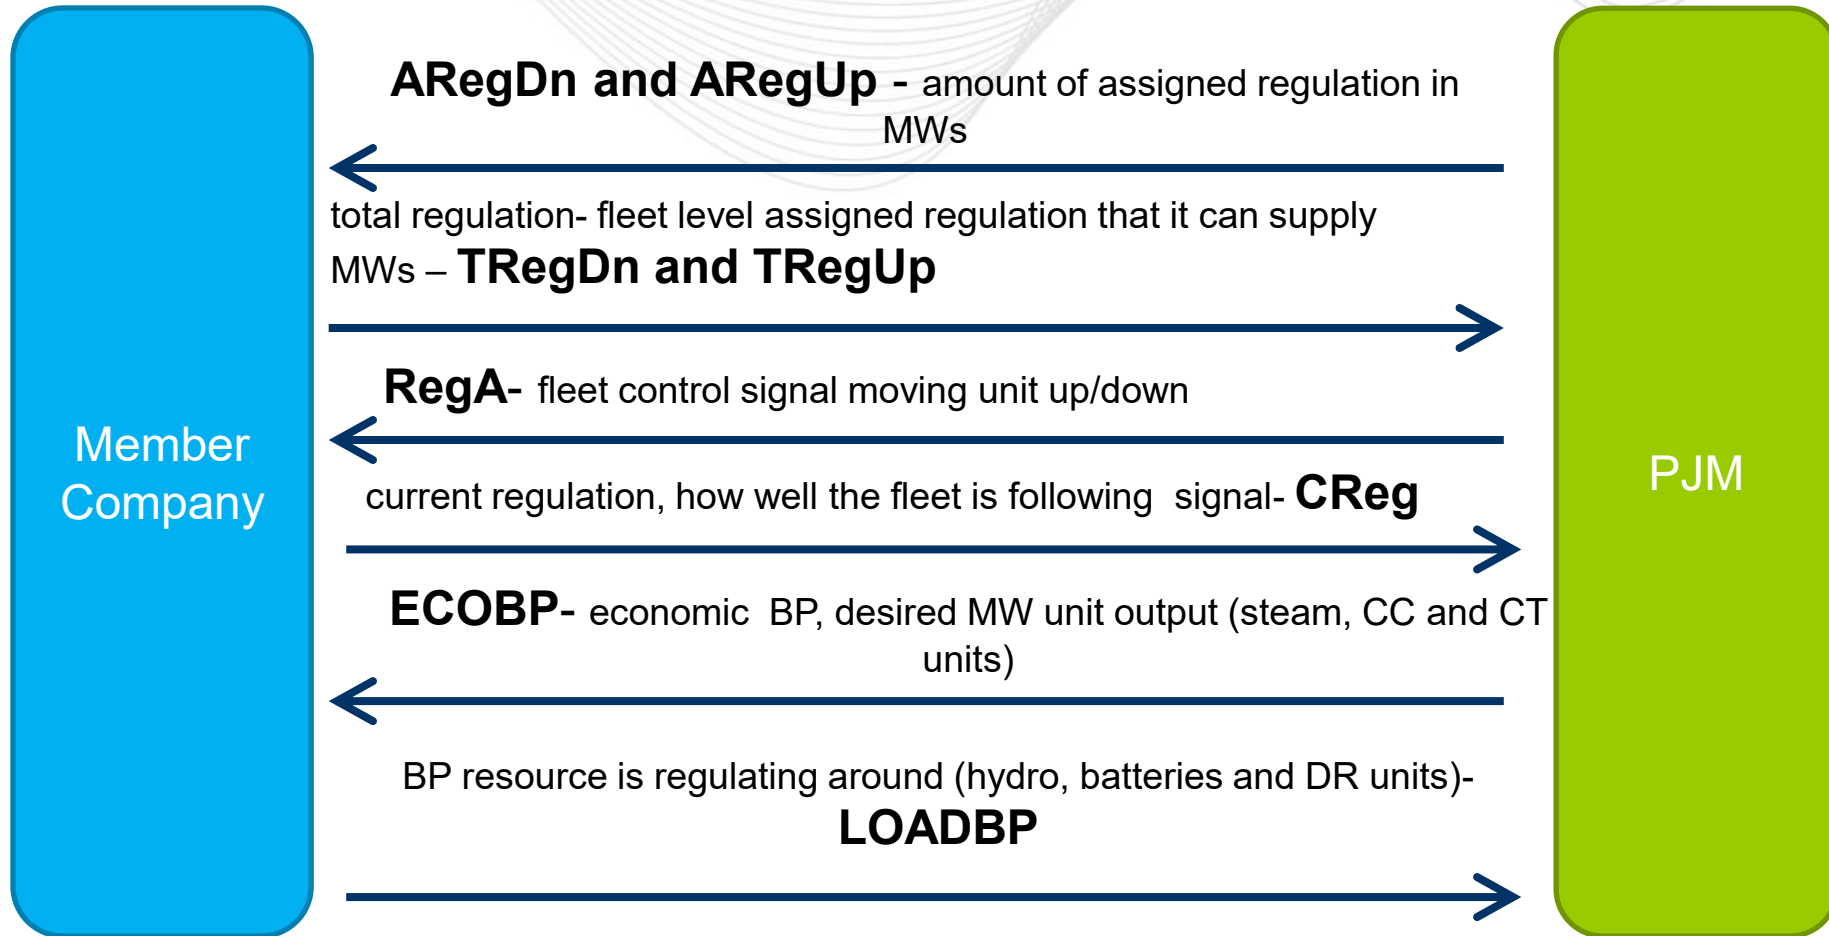 ARegDn and ARegUp - amount of assigned regulation in
MWs
total regulation- fleet level assigned regulation that it can supply
MWs – TRegDn and TRegUp
RegA- fleet control signal moving unit up/down
Member
Company
current regulation, how well the fleet is following signal- CReg
PJM
ECOBP- economic BP, desired MW unit output (steam, CC and CT
units)
BP resource is regulating around (hydro, batteries and DR units)-
LOADBP